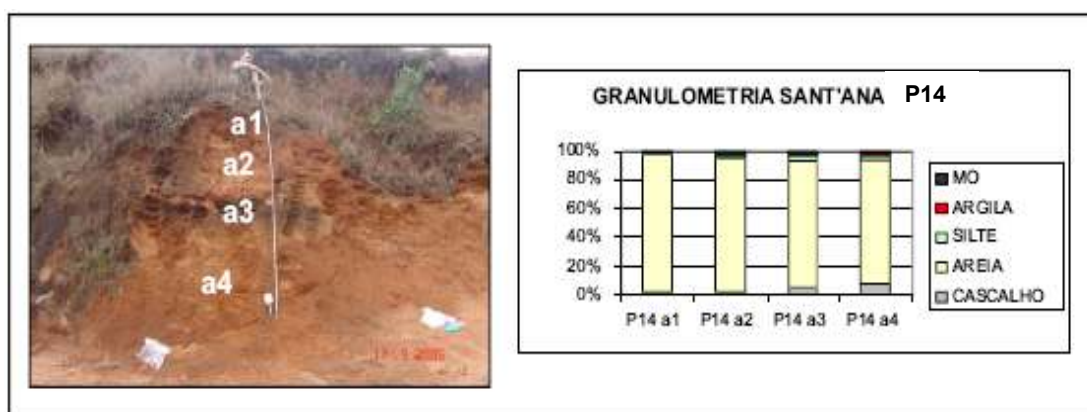 a1
a2
a3
a4
GRANULOMETRIA SANT'ANA P14
100%
80%
60%
40%
20%
0%
P14 a1 P14 a2 P14 a3 P14 a4
MO
ARGILA
SILTE
AREIA
CASCALHO